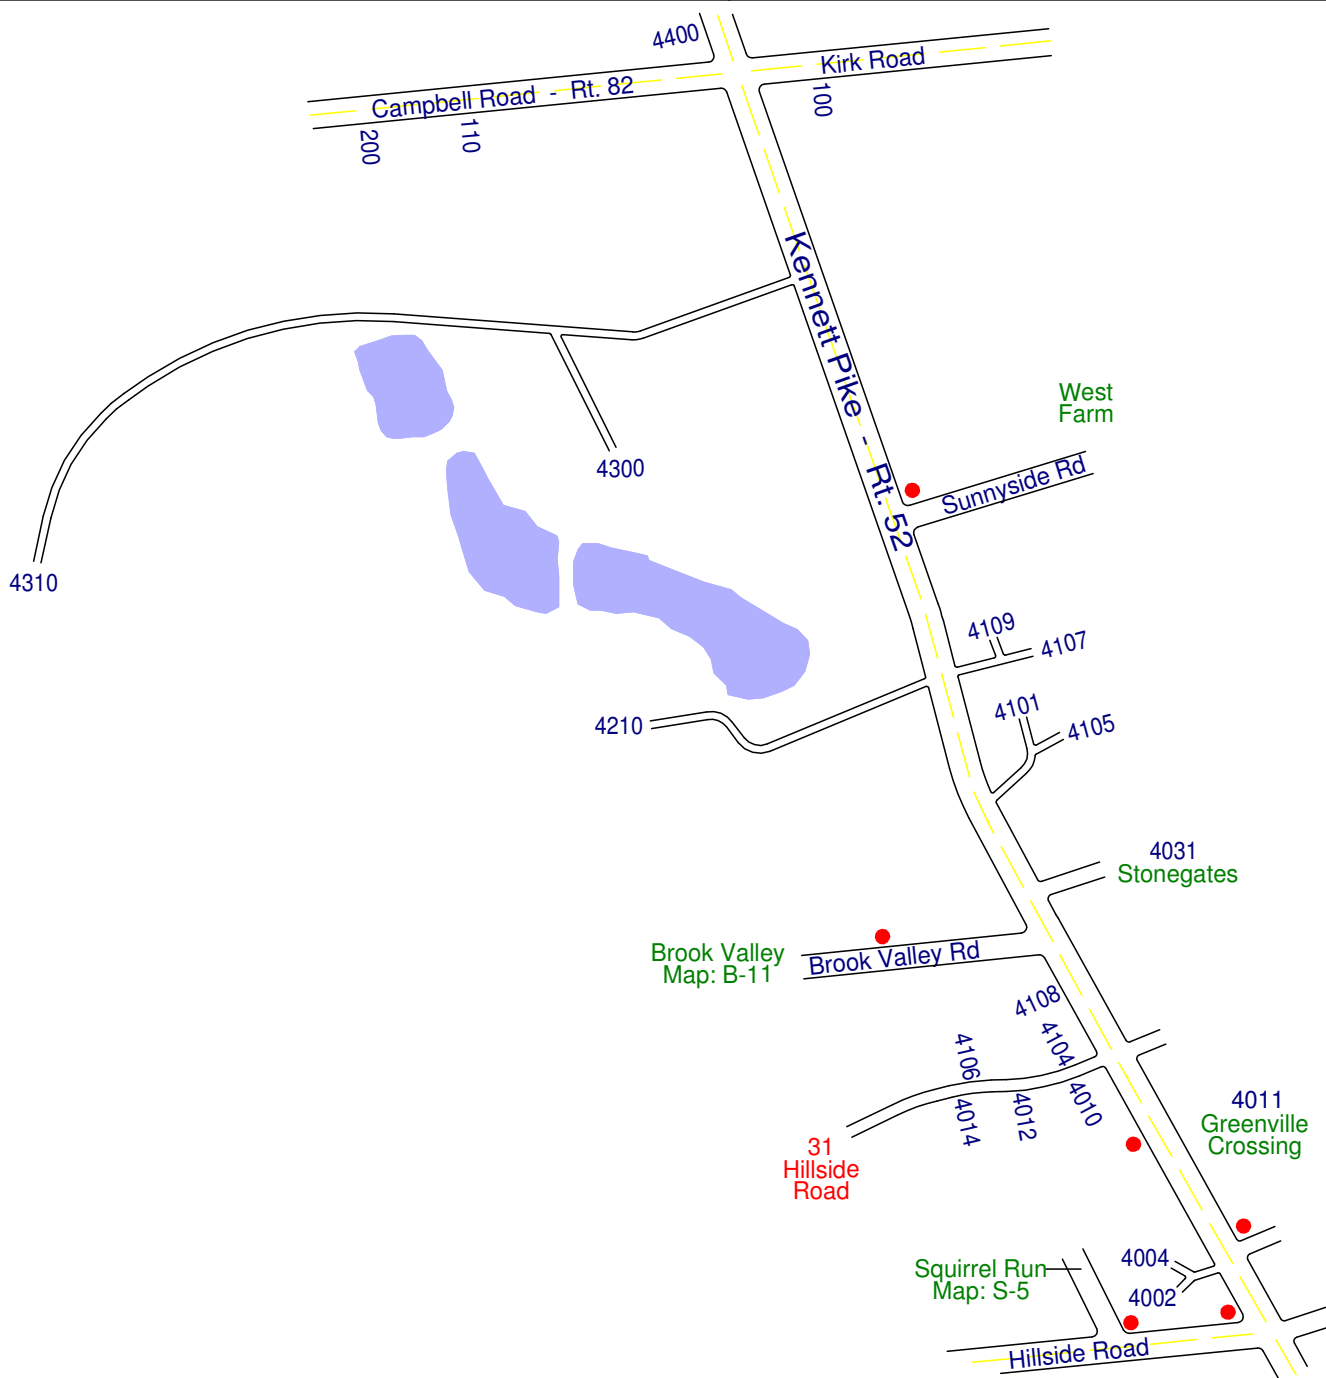 4400
Kirk Road
Campbell Road - Rt. 82
100
110
200
Kennett Pike - Rt. 52
West
Farm
4300
Sunnyside Rd
4310
4109
4107
4101
4105
4210
4031
Stonegates
Brook Valley
Map: B-11
Brook Valley Rd
4108
4104
4106
4010
4012
4014
4011
Greenville
Crossing
31
Hillside
Road
4004
Squirrel Run
Map: S-5
4002
Hillside Road